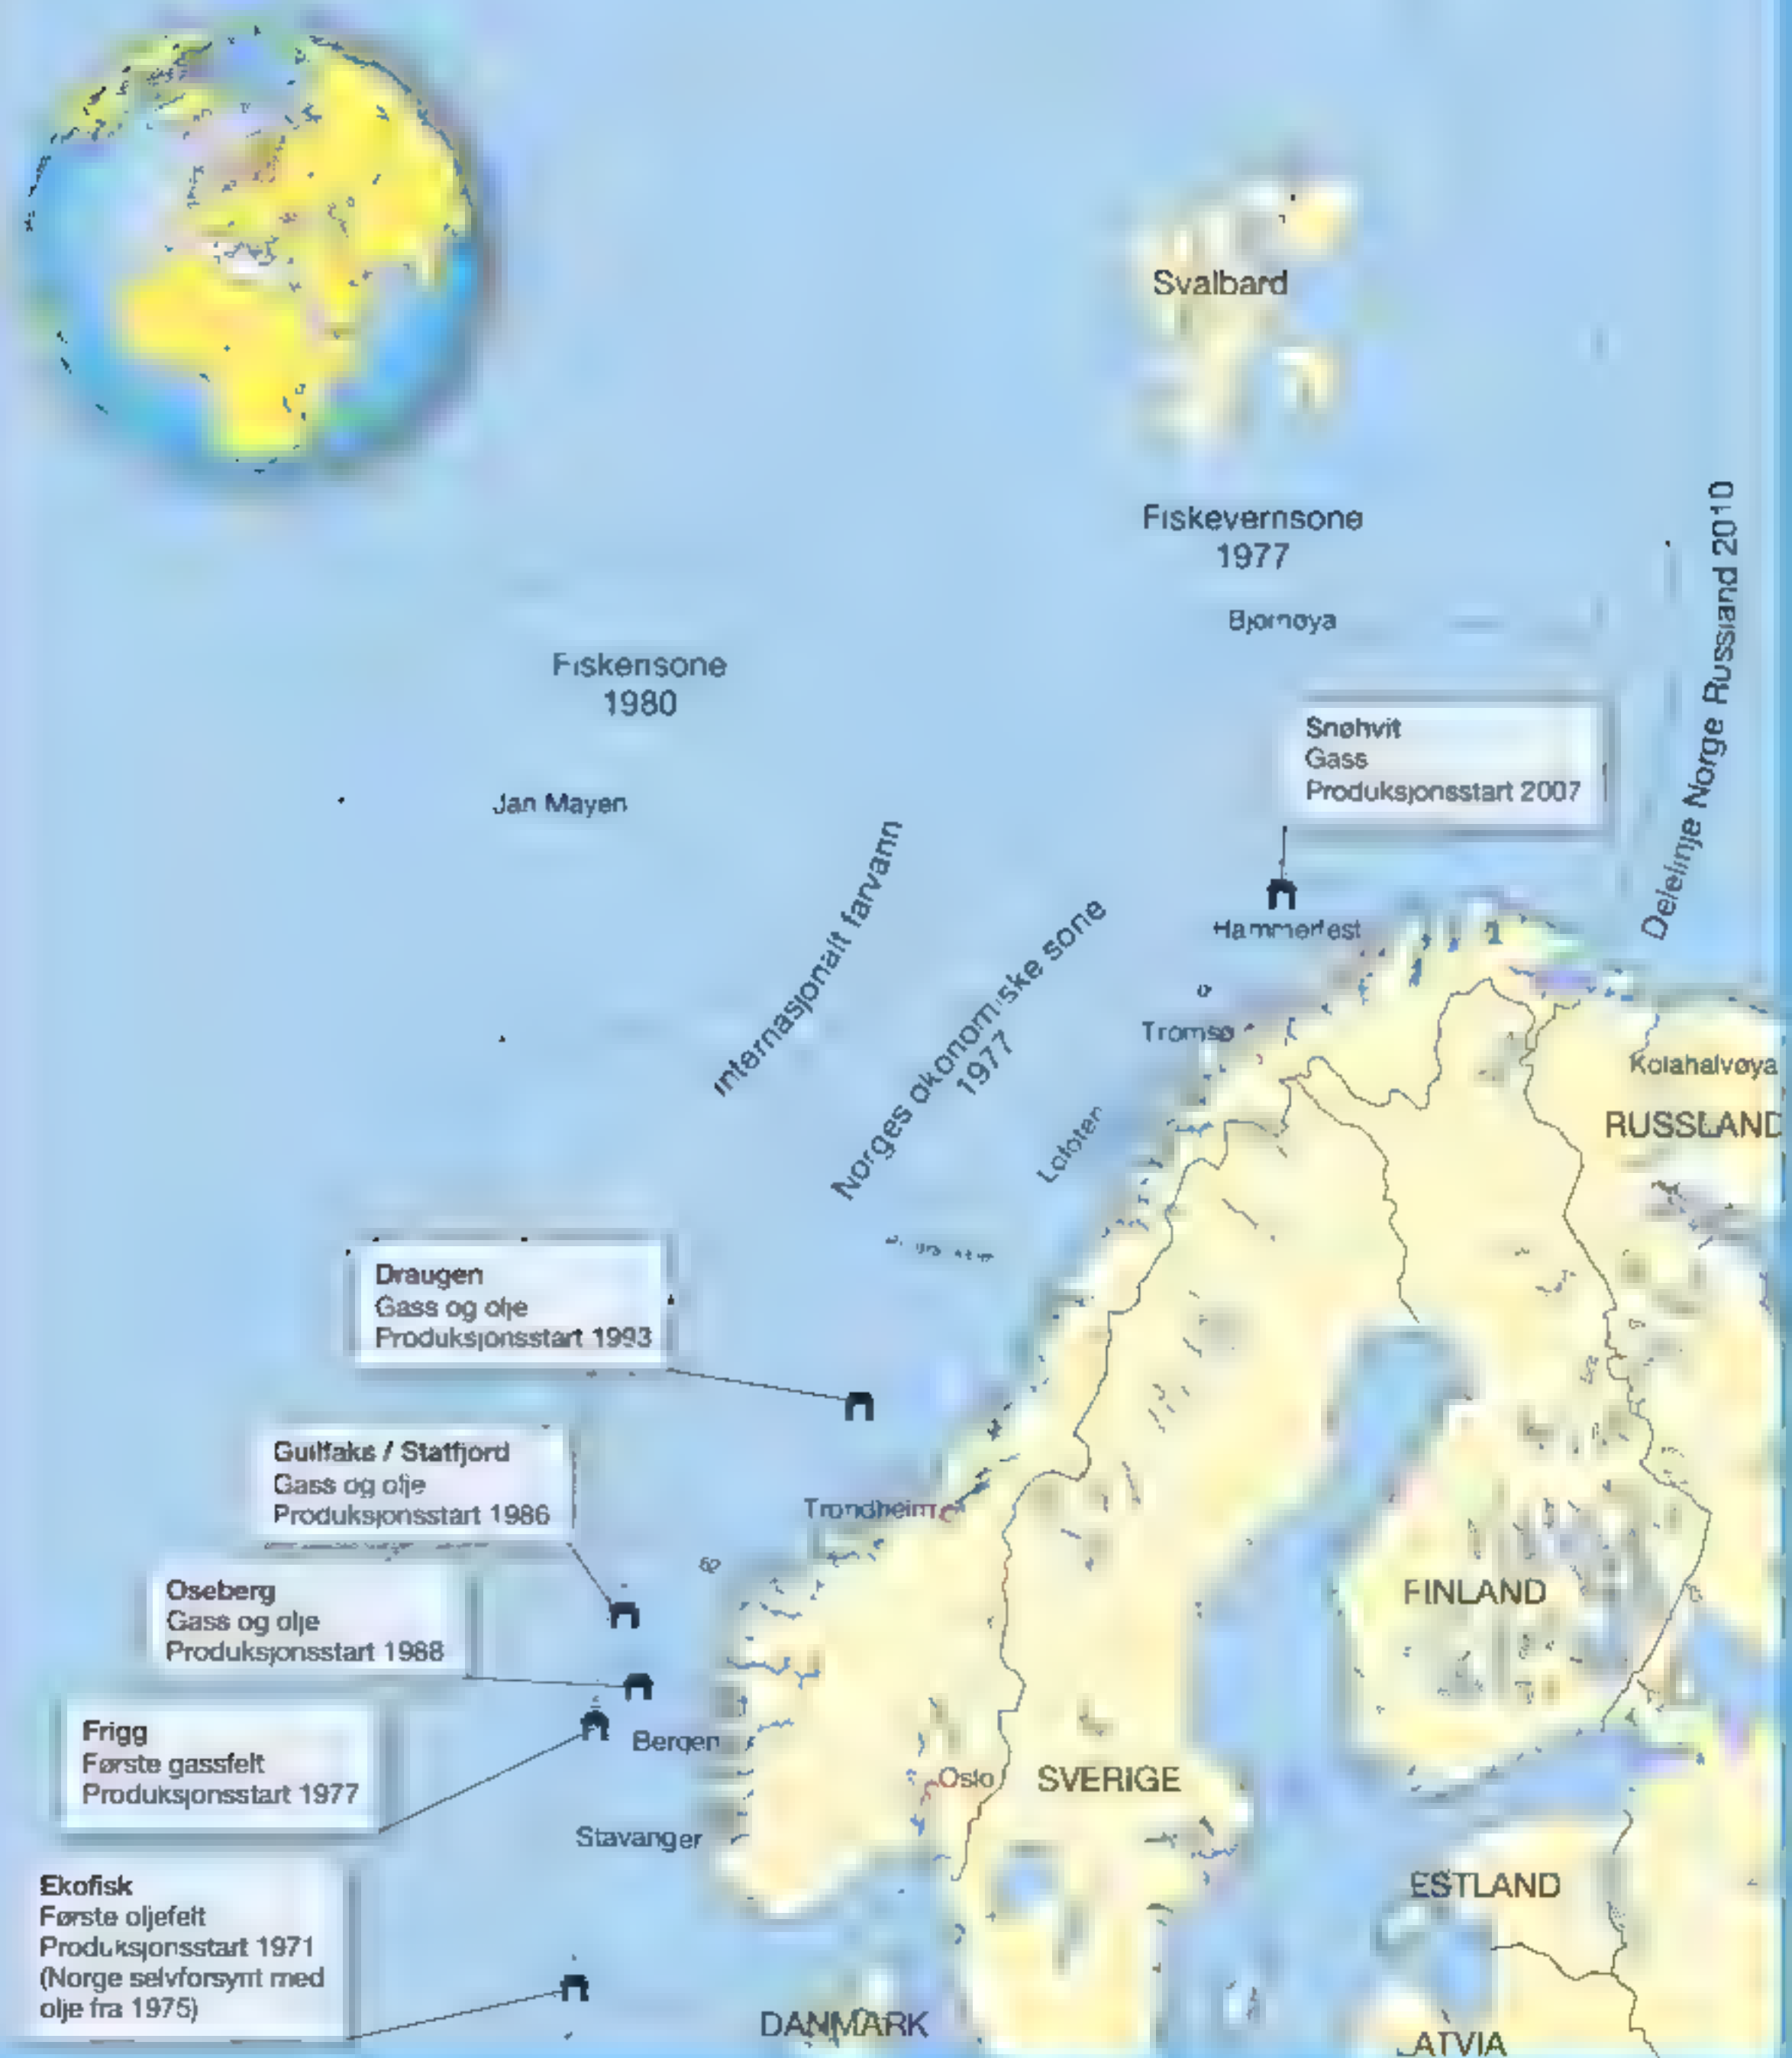 Svalbard
Fiskevernsone
1977
Bjørnøya
Delelinje Norge Russland 2010
Fiskerisone
1980
Jan Mayen
Snøhvit
Gass
Produksjonsstart 2007
Hammerfest
Internasjonalt farvann
Norges økonomiske sone
1977
Tromsø
Lofoten
Kolahalvøya
RUSSLAND
Draugen
Gass og olje
Produksjonsstart 1993
Gullfaks / Statfjord
Gass og olje
Produksjonsstart 1986
Trondheim
62
Oseberg
Gass og olje
Produksjonsstart 1988
FINLAND
Frigg
Første gassfelt
Produksjonsstart 1977
Bergen
Oslo
SVERIGE
Stavanger
Ekofisk
Første oljefelt
Produksjonsstart 1971
(Norge selvforsynt med
olje fra 1975)
ESTLAND
DANMARK
LATVIA